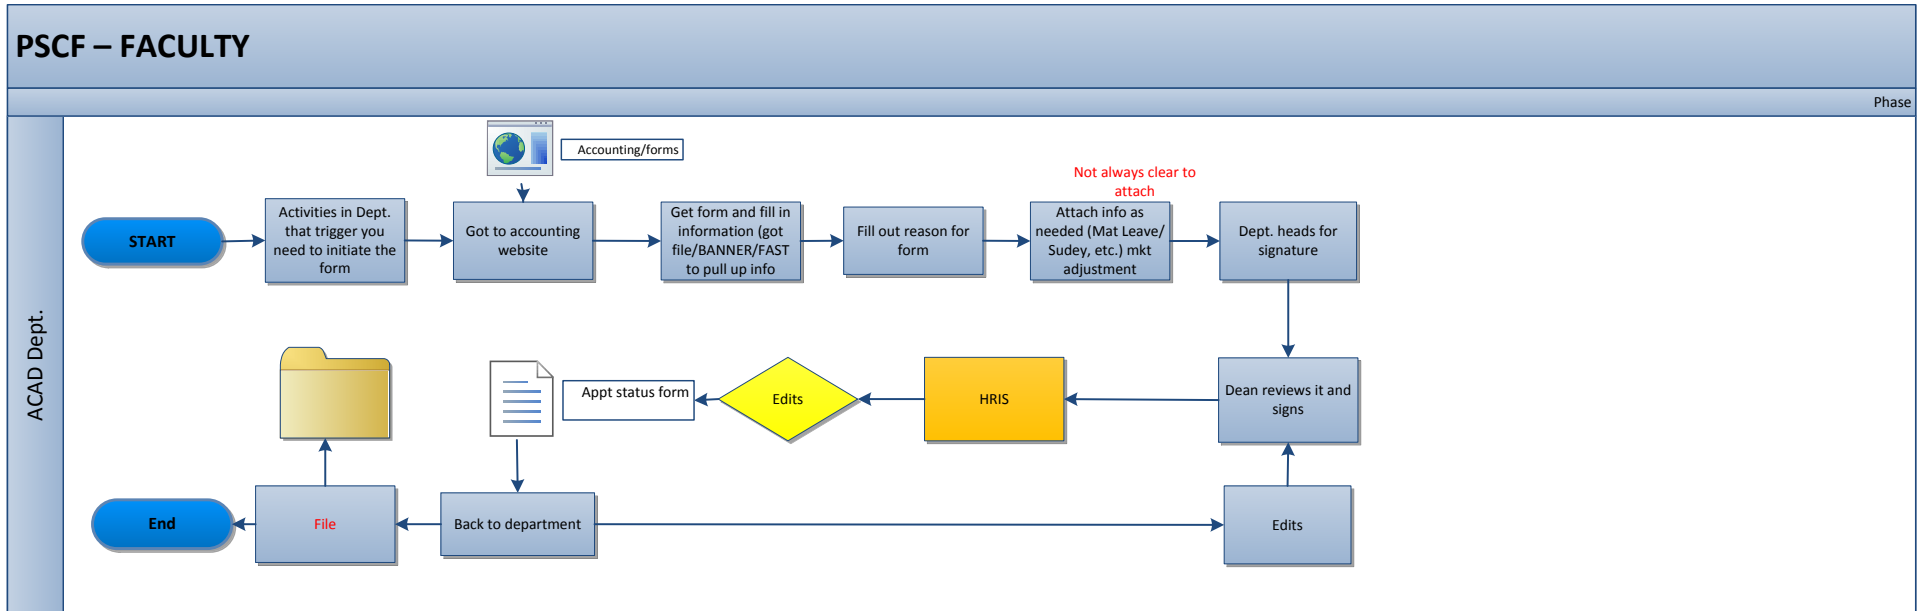 PSCF – FACULTY
Phase
ACAD Dept.
Accounting/forms
Not always clear to
attach
START
Activities in Dept.
that trigger you
need to initiate the
form
Got to accounting
website
Get form and fill in
information (got
file/BANNER/FAST
to pull up info
Fill out reason for
form
Attach info as
needed (Mat Leave/
Sudey, etc.) mkt
adjustment
Dept. heads for
signature
Appt status form
Edits
HRIS
Dean reviews it and
signs
End
File
Back to department
Edits